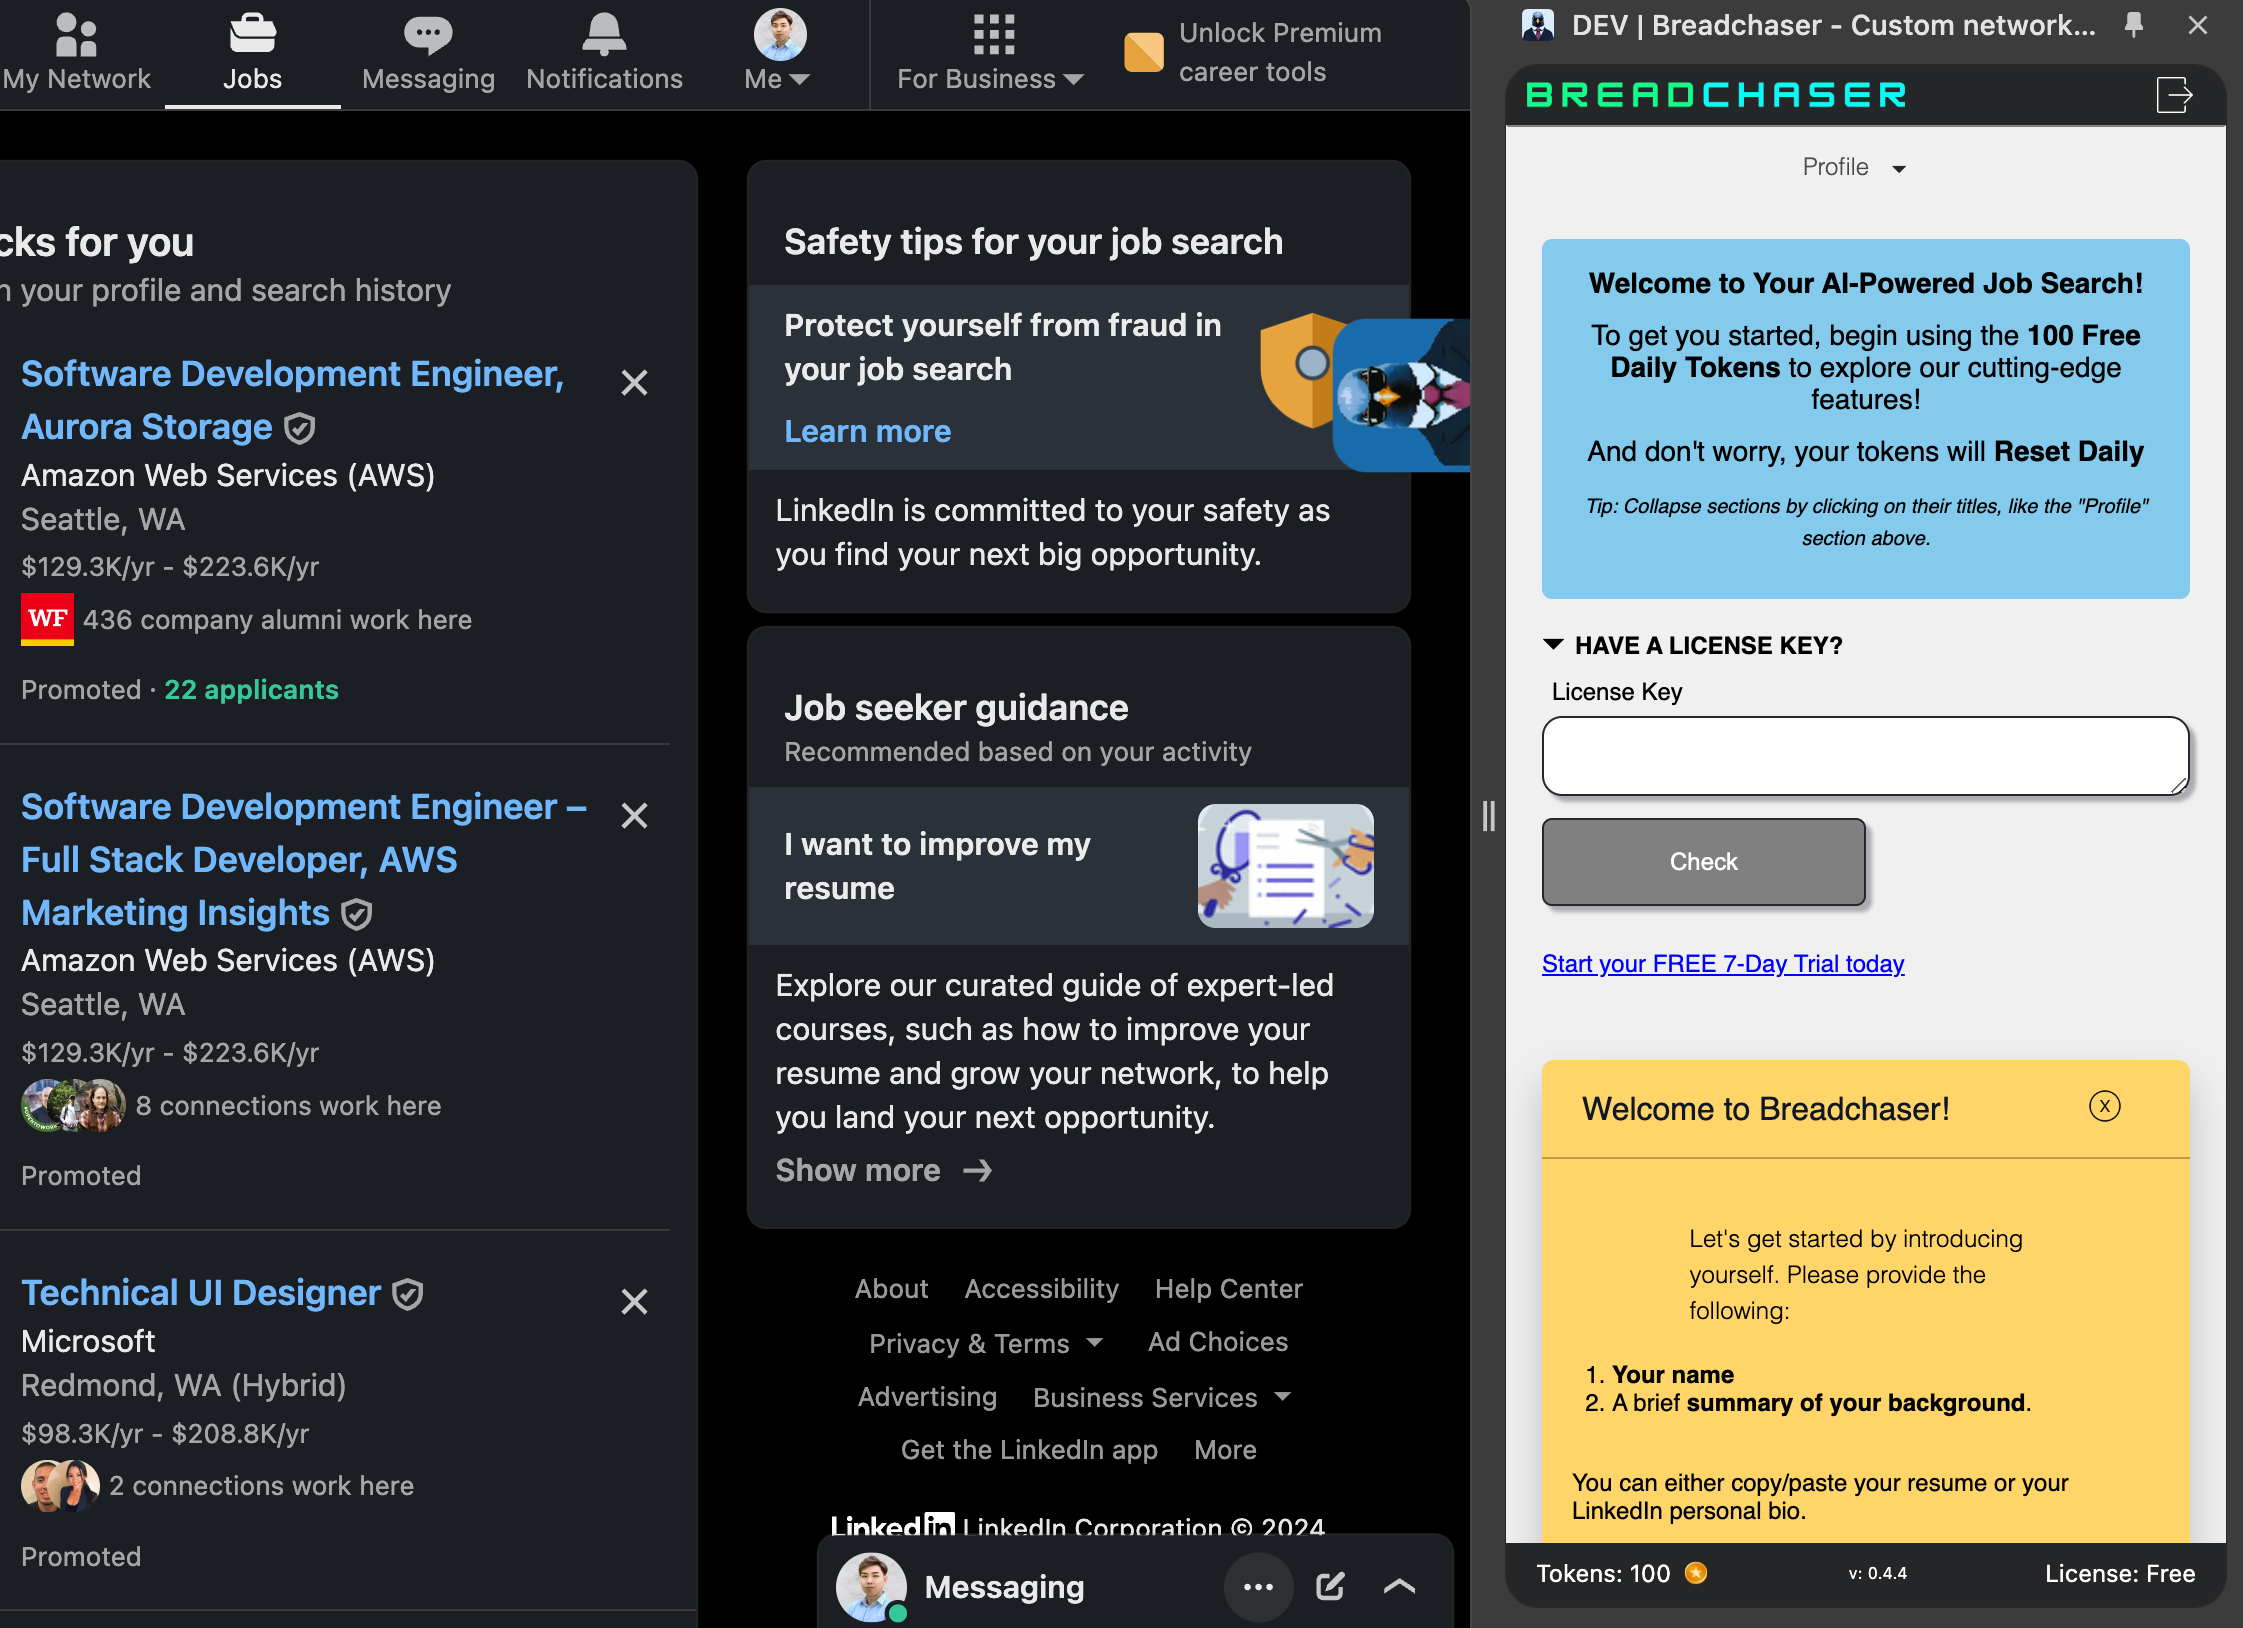 My Network
Jobs
Messaging
Notifications
Me
For Business
Unlock Premium
career tools
cks for you
n your profile and search history
Software Development Engineer,
Aurora Storage
Amazon Web Services (AWS)
Seattle, WA
$129.3K/yr - $223.6K/yr
WF 436 company alumni work here
Promoted · 22 applicants
Software Development Engineer –
Full Stack Developer, AWS
Marketing Insights
Amazon Web Services (AWS)
Seattle, WA
$129.3K/yr - $223.6K/yr
8 connections work here
Promoted
Technical UI Designer
Microsoft
Redmond, WA (Hybrid)
$98.3K/yr - $208.8K/yr
2 connections work here
Promoted
Safety tips for your job search
Protect yourself from fraud in
your job search
Learn more
LinkedIn is committed to your safety as
you find your next big opportunity.
Job seeker guidance
Recommended based on your activity
I want to improve my
resume
Explore our curated guide of expert-led
courses, such as how to improve your
resume and grow your network, to help
you land your next opportunity.
Show more →
About Accessibility Help Center
Privacy & Terms Ad Choices
Advertising Business Services
Get the LinkedIn app More
LinkedIn LinkedIn Corporation © 2024
Messaging
DEV | Breadchaser - Custom network...
BREADCHASER
Profile
Welcome to Your AI-Powered Job Search!
To get you started, begin using the 100 Free
Daily Tokens to explore our cutting-edge
features!
And don't worry, your tokens will Reset Daily
Tip: Collapse sections by clicking on their titles, like the "Profile"
section above.
HAVE A LICENSE KEY?
License Key
Check
Start your FREE 7-Day Trial today
Welcome to Breadchaser!
X
Let's get started by introducing
yourself. Please provide the
following:
1. Your name
2. A brief summary of your background.
You can either copy/paste your resume or your
LinkedIn personal bio.
Tokens: 100
v: 0.4.4
License: Free